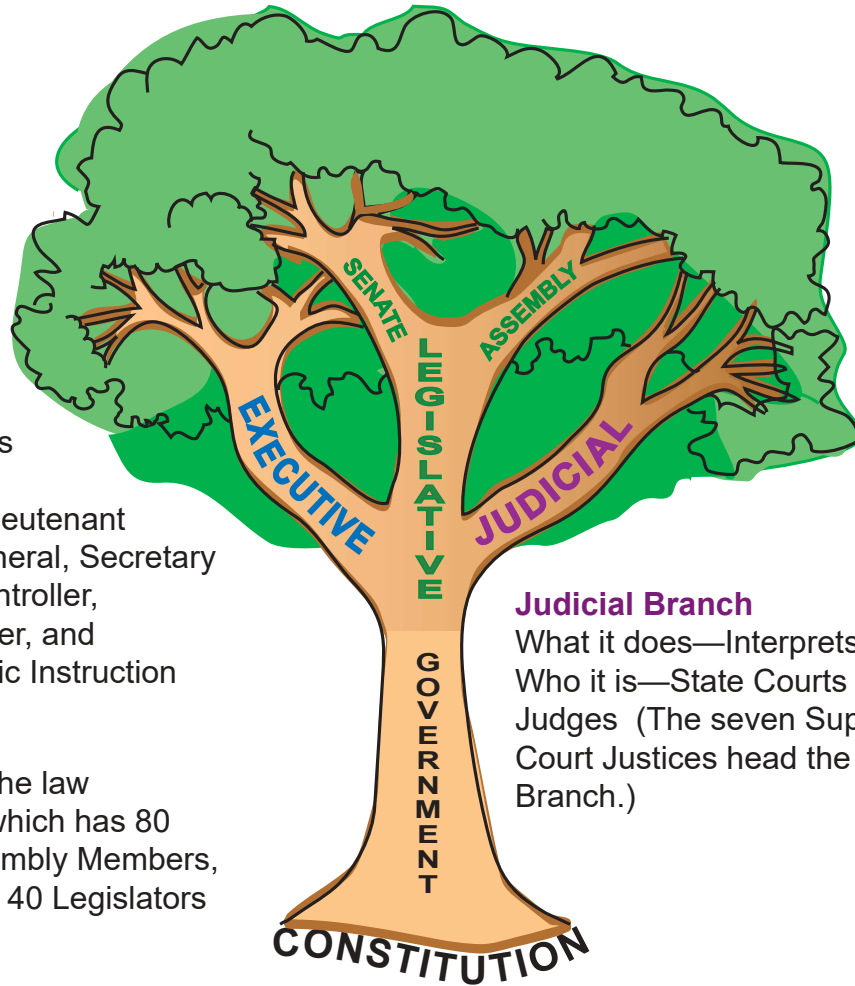 SENATE
ASSEMBLY
LEGISLATIVE
EXECUTIVE
JUDICIAL
GOVERNMENT
CONSTITUTION
s
eutenant
neral, Secretary
ntroller,
er, and
ic Instruction
he law
which has 80
mbly Members,
40 Legislators
Judicial Branch
What it does—Interprets
Who it is—State Courts
Judges (The seven Sup
Court Justices head the
Branch.)